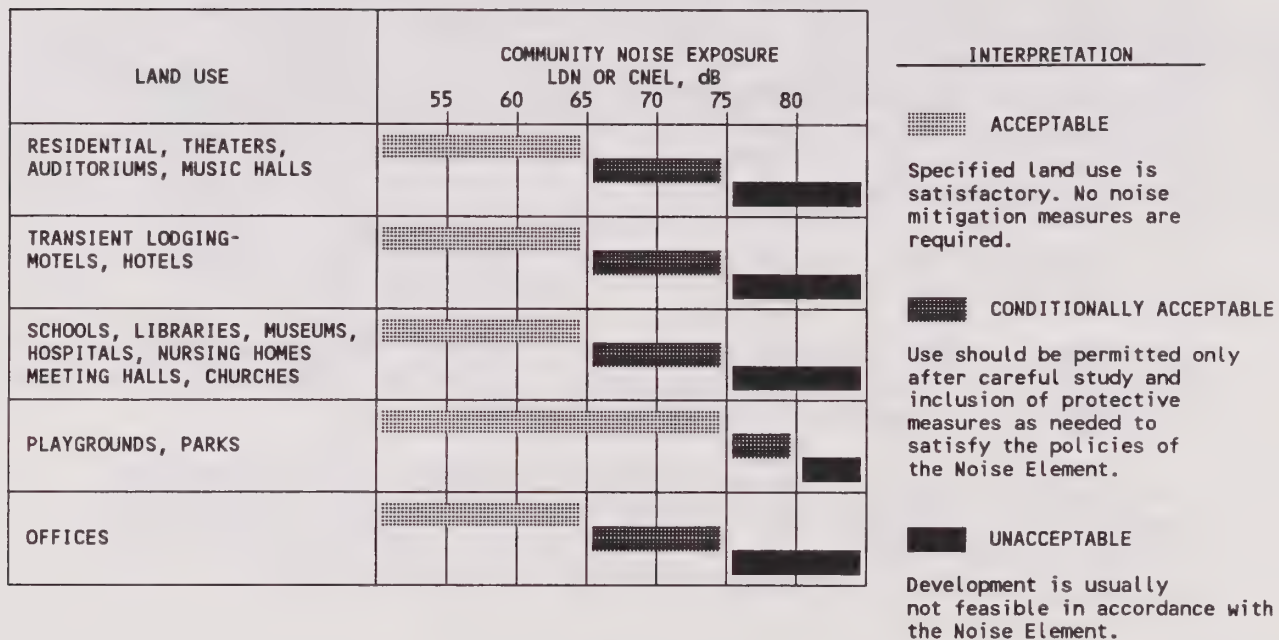 LAND USE
COMMUNITY NOISE EXPOSURE
LDN OR CNEL, dB
55 60 65 70 75 80
RESIDENTIAL, THEATERS,
AUDITORIUMS, MUSIC HALLS
TRANSIENT LODGING-
MOTELS, HOTELS
SCHOOLS, LIBRARIES, MUSEUMS,
HOSPITALS, NURSING HOMES
MEETING HALLS, CHURCHES
PLAYGROUNDS, PARKS
OFFICES
INTERPRETATION
ACCEPTABLE
Specified land use is
satisfactory. No noise
mitigation measures are
required.
CONDITIONALLY ACCEPTABLE
Use should be permitted only
after careful study and
inclusion of protective
measures as needed to
satisfy the policies of
the Noise Element.
UNACCEPTABLE
Development is usually
not feasible in accordance with
the Noise Element.